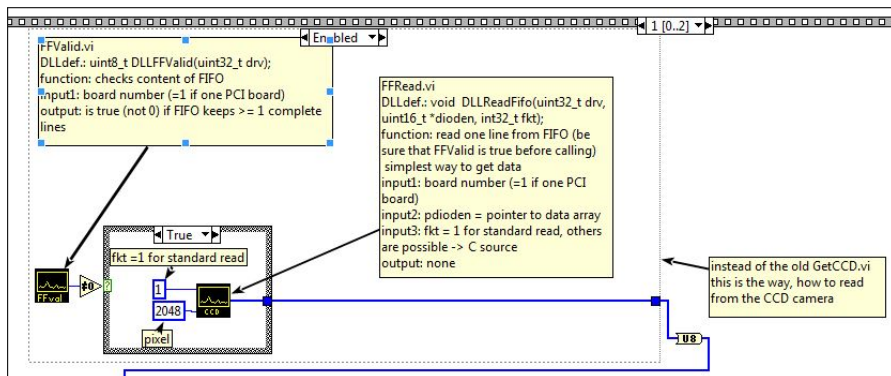 1 [0..2]
Enabled
FFValid.vi
DLLdef.: uint8_t DLLFFValid(uint32_t drv);
function: checks content of FIFO
input1: board number (=1 if one PCI board)
output: is true (not 0) if FIFO keeps >= 1 complete
lines
FFRead.vi
DLLdef.: void  DLLReadFifo(uint32_t drv,
uint16_t *dioden, int32_t fkt);
function: read one line from FIFO (be
sure that FFValid is true before calling)
simplest way to get data
input1: board number (=1 if one PCI
board)
input2: pdioden = pointer to data array
input3: fkt = 1 for standard read, others
are possible -> C source
output: none
True
fkt =1 for standard read
FFval
≠0
?
1
2048
CCD
pixel
instead of the old GetCCD.vi
this is the way, how to read
from the CCD camera
U8